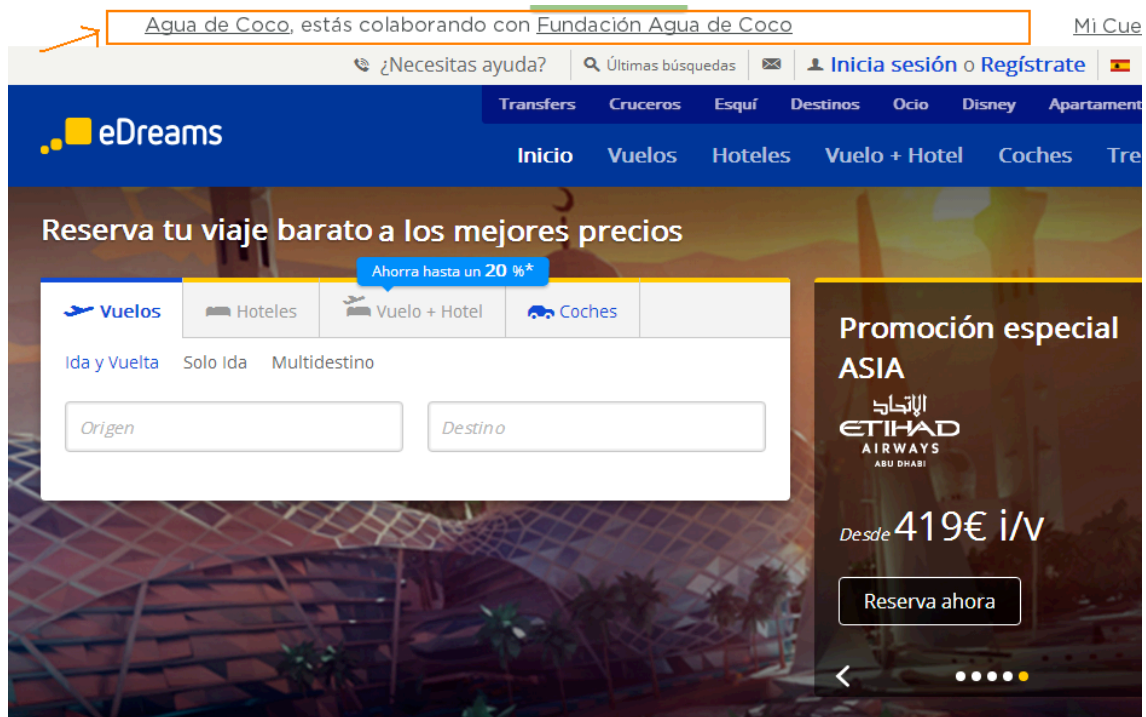 Agua de Coco, estás colaborando con Fundación Agua de Coco
Mi Cue
¿Necesitas ayuda?
Últimas búsquedas
Inicia sesión o Regístrate
Transfers Cruceros Esquí Destinos Ocio Disney Apartament
eDreams
Inicio Vuelos Hoteles Vuelo + Hotel Coches Tre
Reserva tu viaje barato a los mejores precios
Ahorra hasta un 20 %*
Vuelos Hoteles Vuelo + Hotel Coches
Ida y Vuelta Solo Ida Multidestino
Origen
Destino
Promoción especial
ASIA
الإتحاد
ETIHAD
AIRWAYS
ABU DHABI
Desde 419€ i/v
Reserva ahora